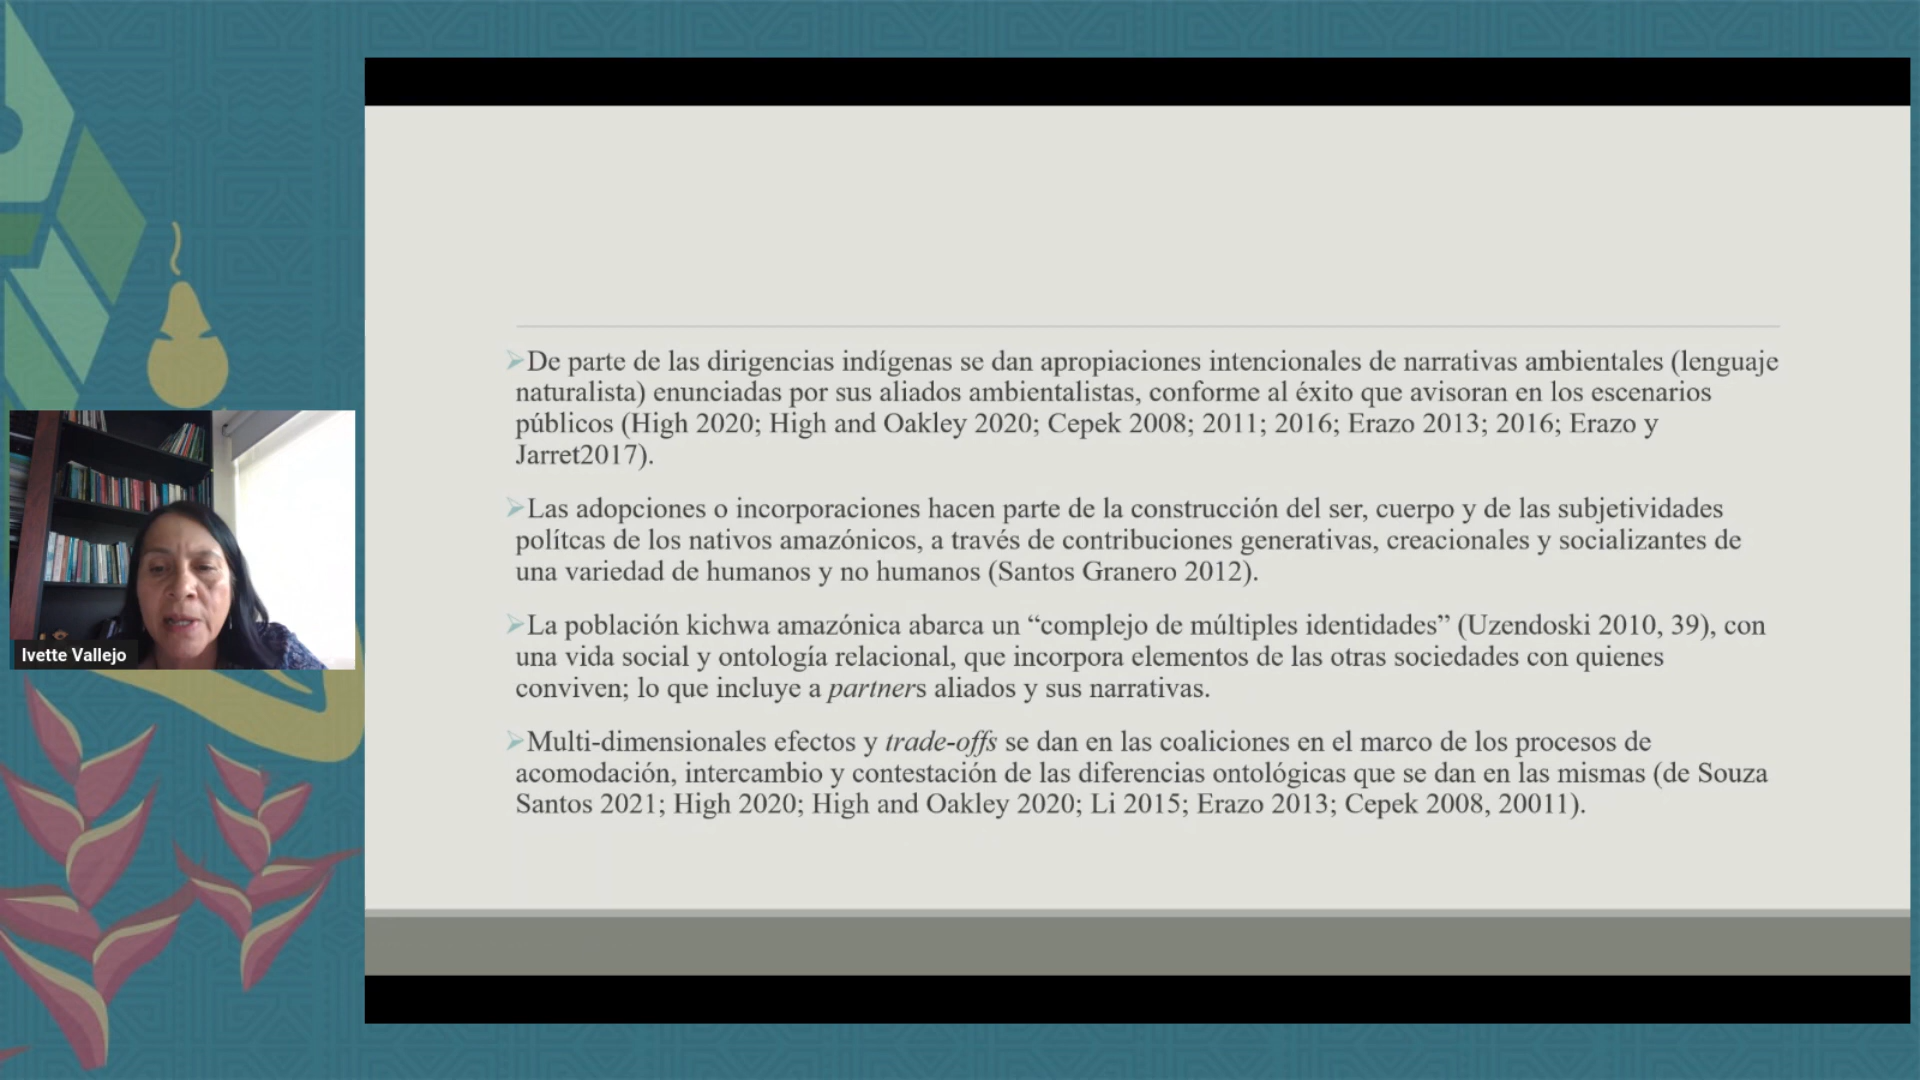 De parte de las dirigencias indígenas se dan apropiaciones intencionales de narrativas ambientales (lenguaje
naturalista) enunciadas por sus aliados ambientalistas, conforme al éxito que avisoran en los escenarios
públicos (High 2020; High and Oakley 2020; Cepek 2008; 2011; 2016; Erazo 2013; 2016; Erazo y
Jarret2017).
Las adopciones o incorporaciones hacen parte de la construcción del ser, cuerpo y de las subjetividades
polítcas de los nativos amazónicos, a través de contribuciones generativas, creacionales y socializantes de
una variedad de humanos y no humanos (Santos Granero 2012).
La población kichwa amazónica abarca un “complejo de múltiples identidades” (Uzendoski 2010, 39), con
una vida social y ontología relacional, que incorpora elementos de las otras sociedades con quienes
conviven; lo que incluye a partners aliados y sus narrativas.
Multi-dimensionales efectos y trade-offs se dan en las coaliciones en el marco de los procesos de
acomodación, intercambio y contestación de las diferencias ontológicas que se dan en las mismas (de Souza
Santos 2021; High 2020; High and Oakley 2020; Li 2015; Erazo 2013; Cepek 2008, 20011).
Ivette Vallejo